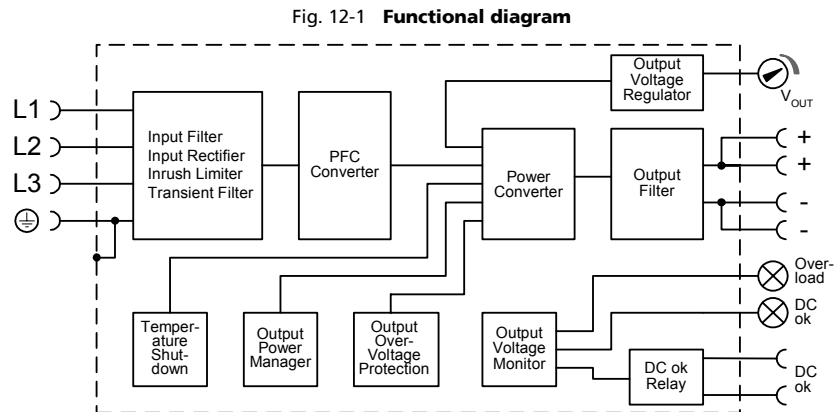 Fig. 12-1 Functional diagram
L1
L2
L3
Input Filter
Input Rectifier
Inrush Limiter
Transient Filter
PFC
Converter
Power
Converter
Output
Voltage
Regulator
VOUT
Output
Filter
+
+
-
-
Temper-
ature
Shut-
down
Output
Power
Manager
Output
Over-
Voltage
Protection
Output
Voltage
Monitor
DC ok
Relay
Over-
load
DC
ok
DC
ok